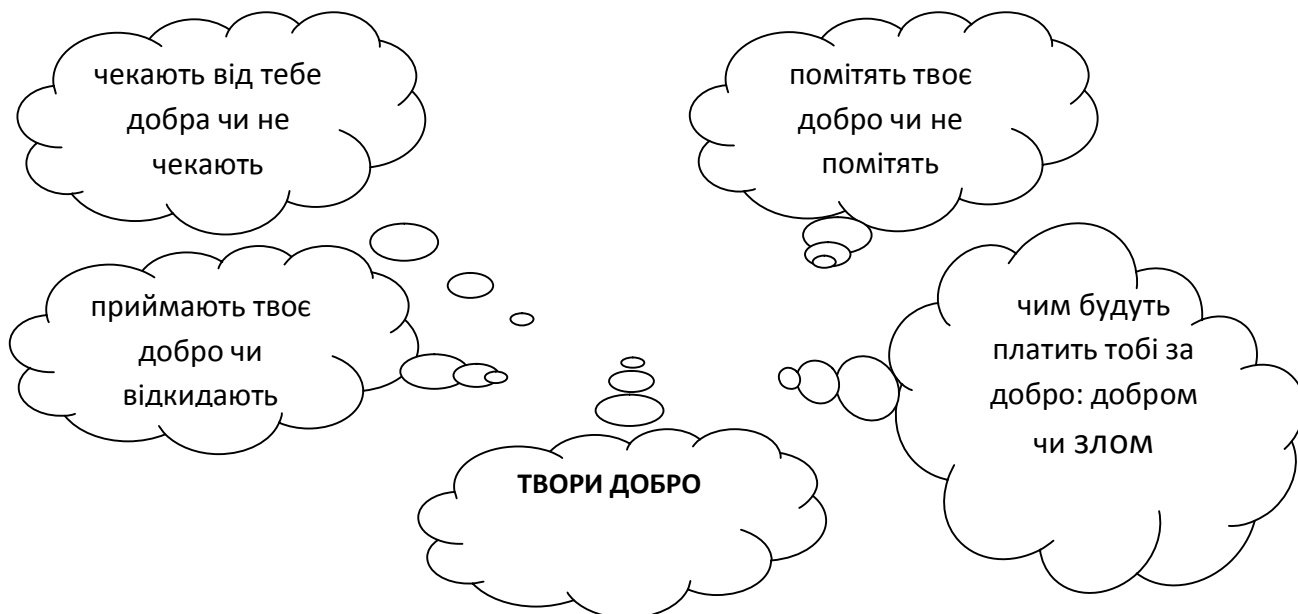 чекають від тебе
добра чи не
чекають
помітять твоє
добро чи не
помітять
приймають твоє
добро чи
відкидають
чим будуть
платить тобі за
добро: добром
чи злом
ТВОРИ ДОБРО